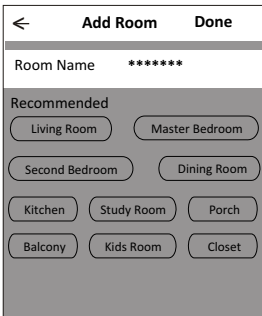 ← Add Room Done
Room Name *******
Recommended
Living Room Master Bedroom
Second Bedroom Dining Room
Kitchen Study Room Porch
Balcony Kids Room Closet